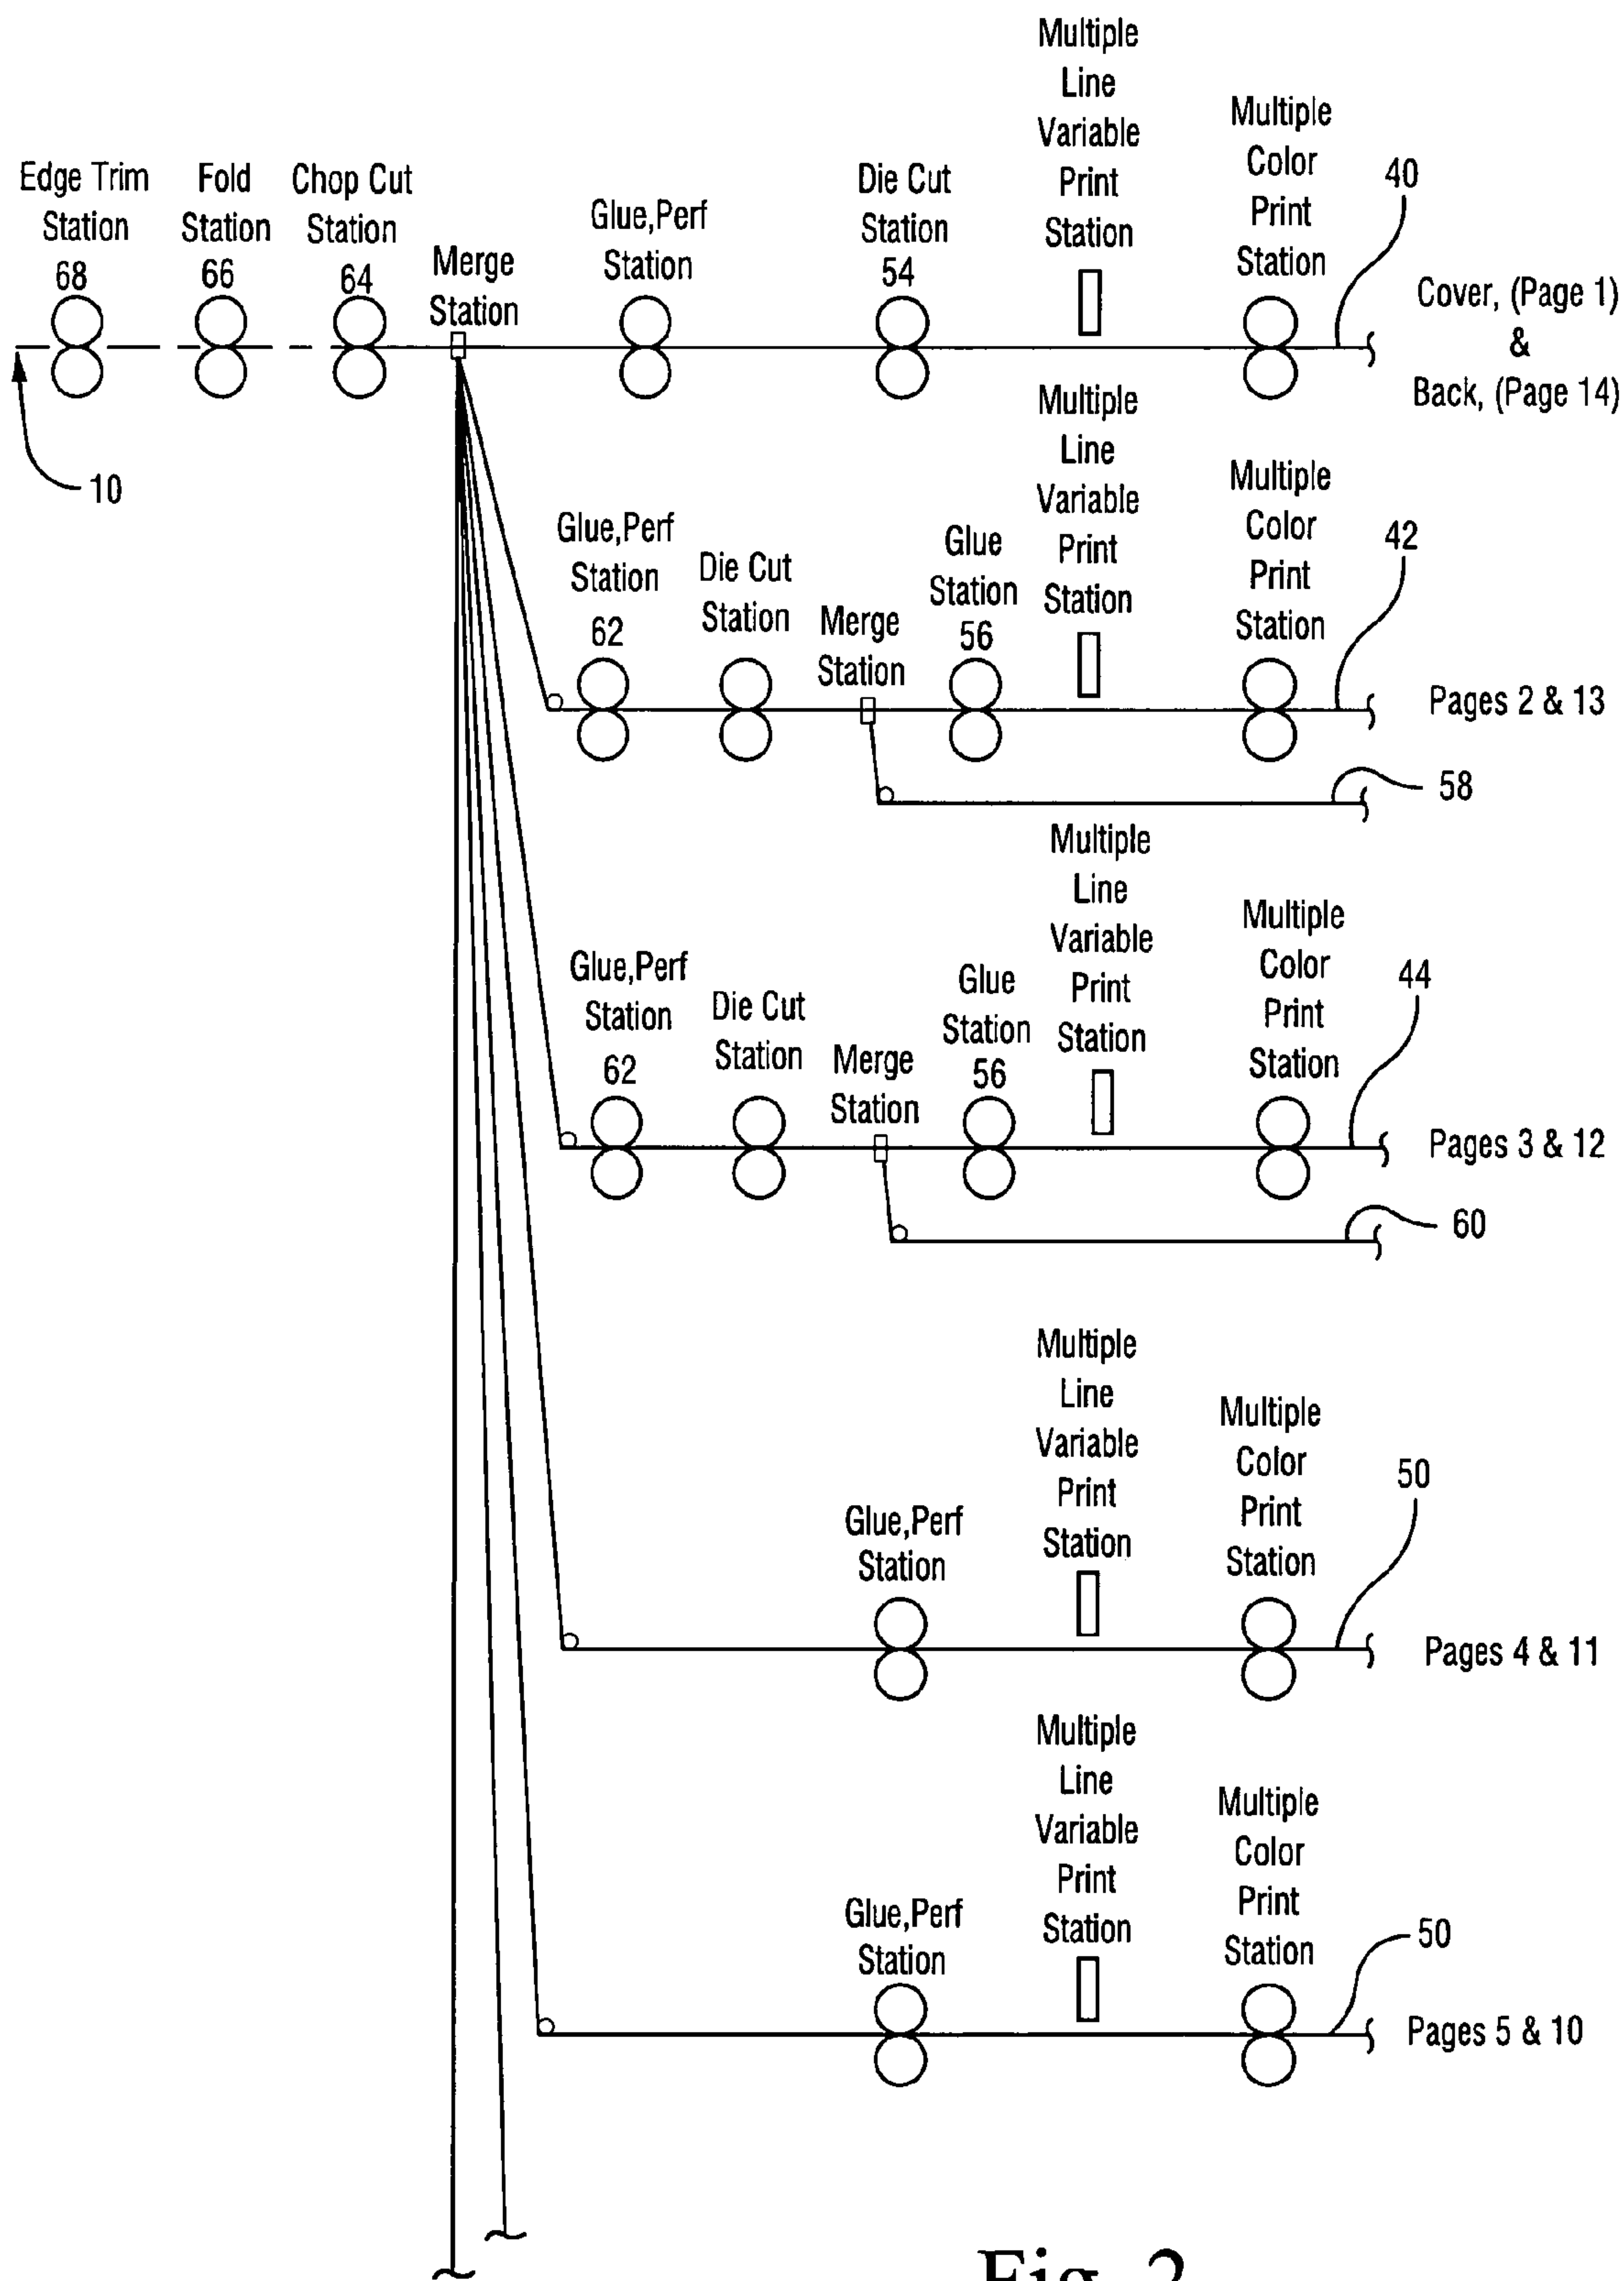 Edge Trim
Station
68
Fold
Station
66
Chop Cut
Station
64
Merge
Station
Glue,Perf
Station
Die Cut
Station
54
Multiple
Line
Variable
Print
Station
Multiple
Color
Print
Station
40
Cover, (Page 1)
&
Back, (Page 14)
10
Glue,Perf
Station
62
Die Cut
Station
Merge
Station
Glue
Station
56
Multiple
Line
Variable
Print
Station
Multiple
Color
Print
Station
42
Pages 2 & 13
58
Glue,Perf
Station
62
Die Cut
Station
Merge
Station
Glue
Station
56
Multiple
Line
Variable
Print
Station
Multiple
Color
Print
Station
44
Pages 3 & 12
60
Glue,Perf
Station
Multiple
Line
Variable
Print
Station
Multiple
Color
Print
Station
50
Pages 4 & 11
Glue,Perf
Station
Multiple
Line
Variable
Print
Station
Multiple
Color
Print
Station
50
Pages 5 & 10
Fig. 2